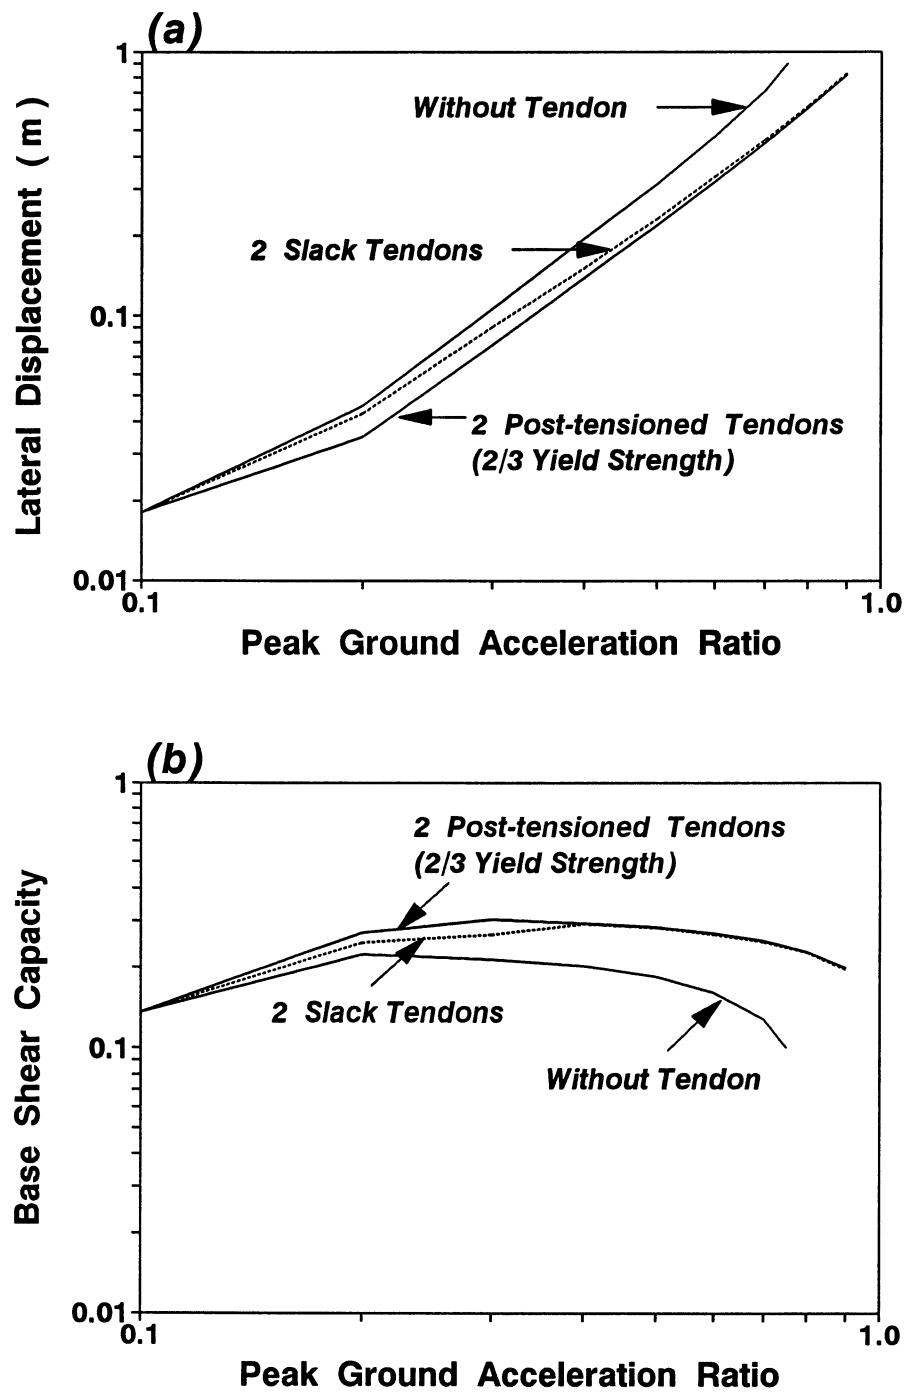 (a)
1
Without Tendon
2 Slack Tendons
0.1
2 Post-tensioned Tendons
(2/3 Yield Strength)
0.01
0.1
1.0
Lateral Displacement ( m )
Peak Ground Acceleration Ratio
(b)
1
2 Post-tensioned Tendons
(2/3 Yield Strength)
2 Slack Tendons
0.1
Without Tendon
0.01
0.1
1.0
Base Shear Capacity
Peak Ground Acceleration Ratio